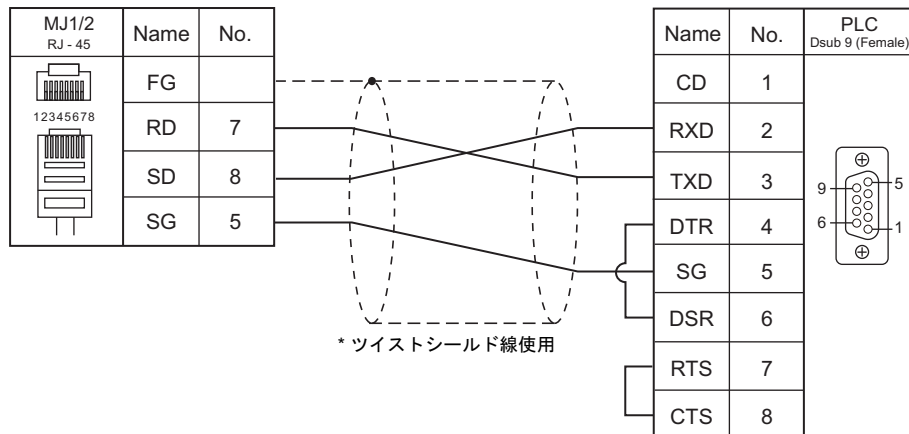 MJ1/2
RJ - 45
Name No.
12345678
FG
RD 7
SD 8
SG 5
* ツイストシールド線使用
Name No.
PLC
Dsub 9 (Female)
CD 1
RXD 2
TXD 3
DTR 4
SG 5
DSR 6
RTS 7
CTS 8
9 5
6 1